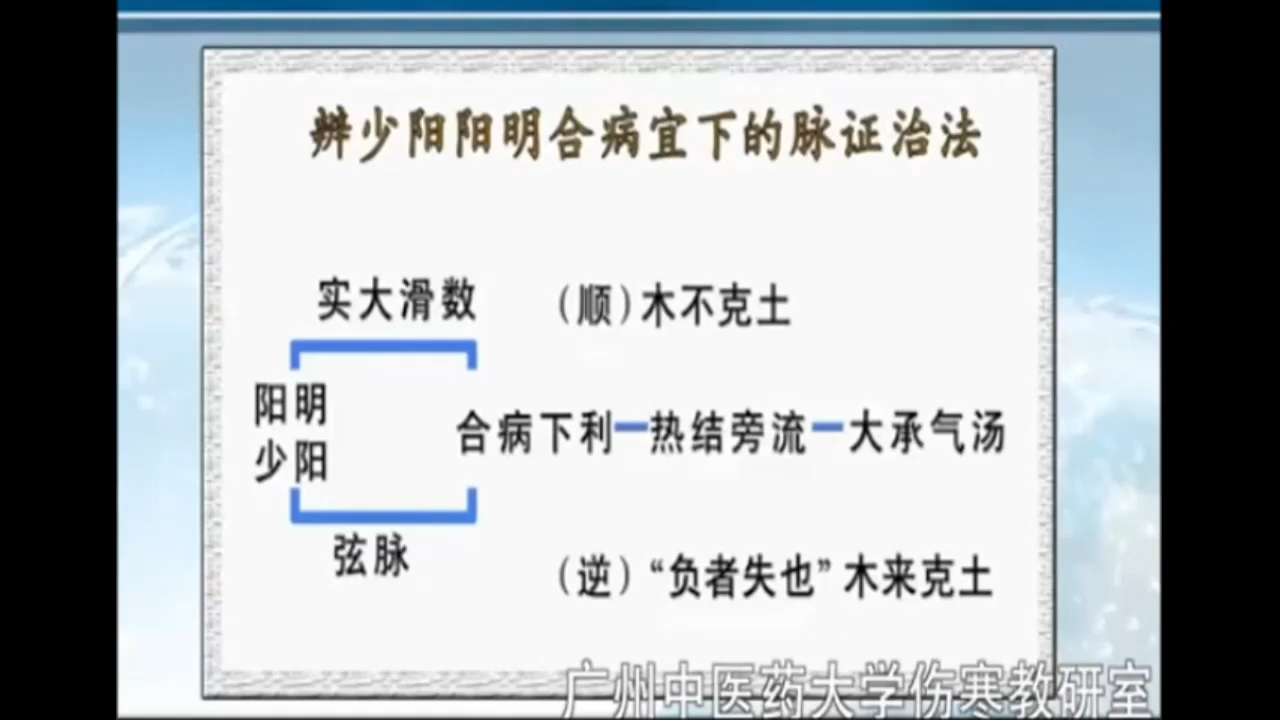 辨少阳阳明合病宜下的脉证治法
实大滑数 （顺）木不克土
阳明
少阳
合病下利—热结旁流—大承气汤
弦脉
（逆）“负者失也”木来克土
广州中医药大学伤寒教研室